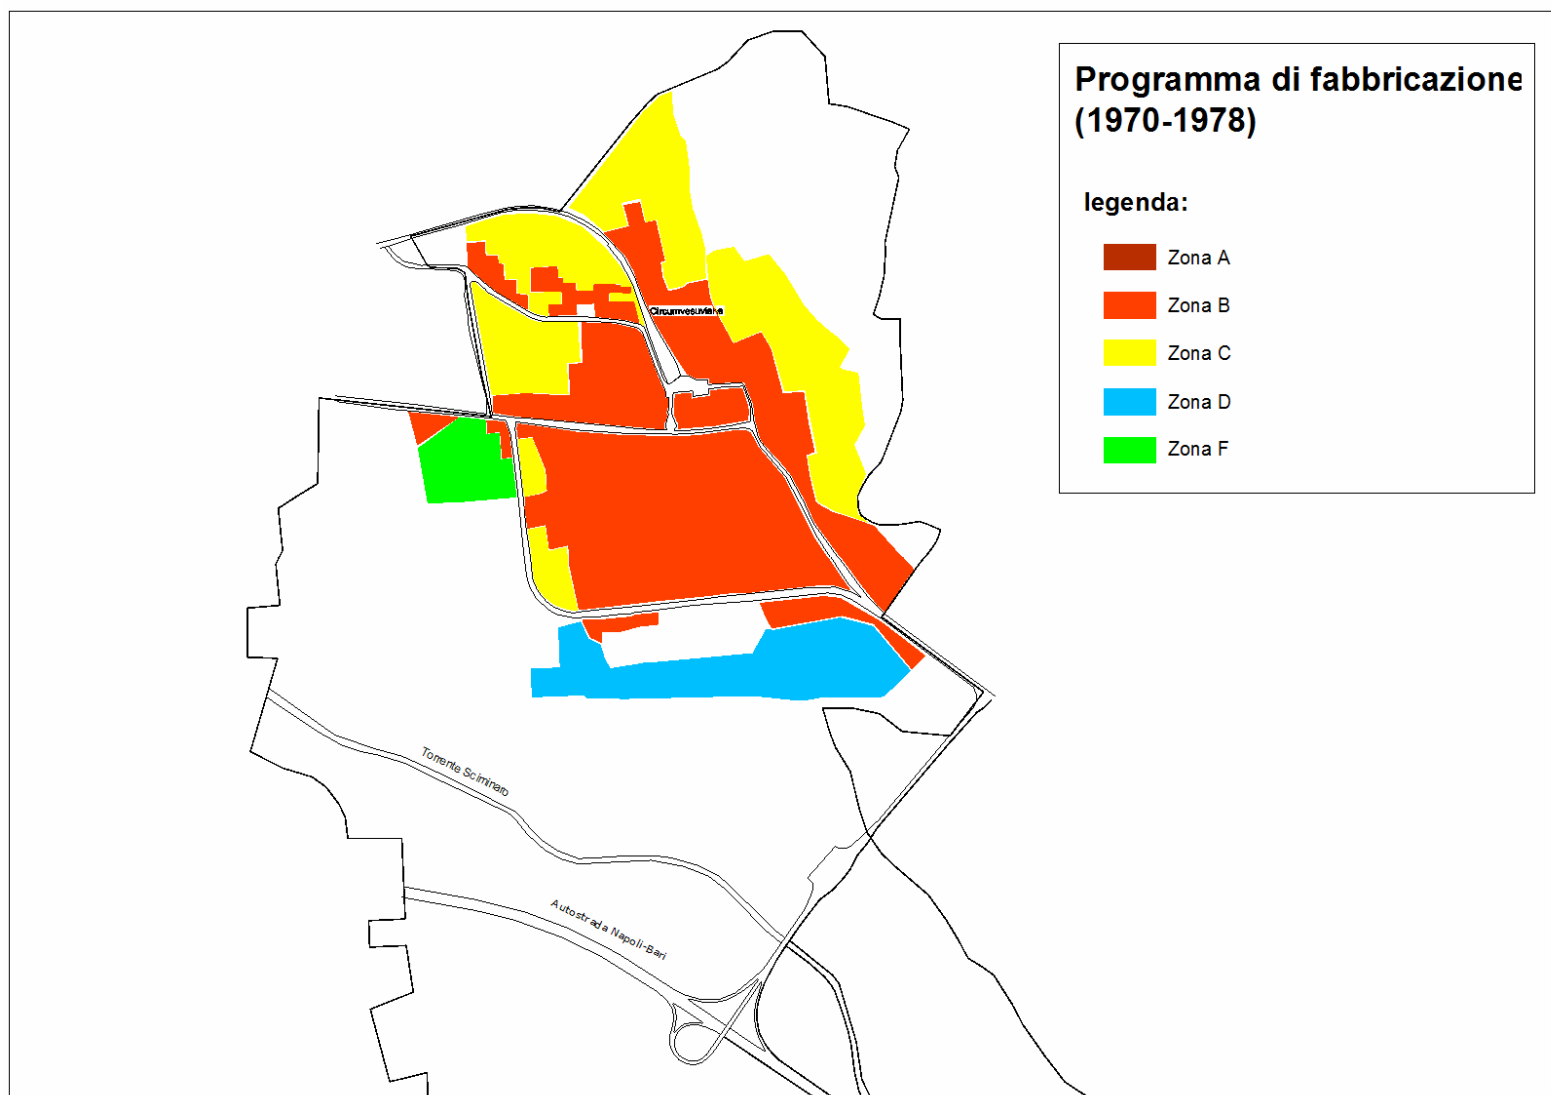 Programma di fabbricazione
(1970-1978)
legenda:
Zona A
Zona B
Zona C
Zona D
Zona F
Circumvesuviana
Torrente Sciminaro
Autostrada Napoli-Bari